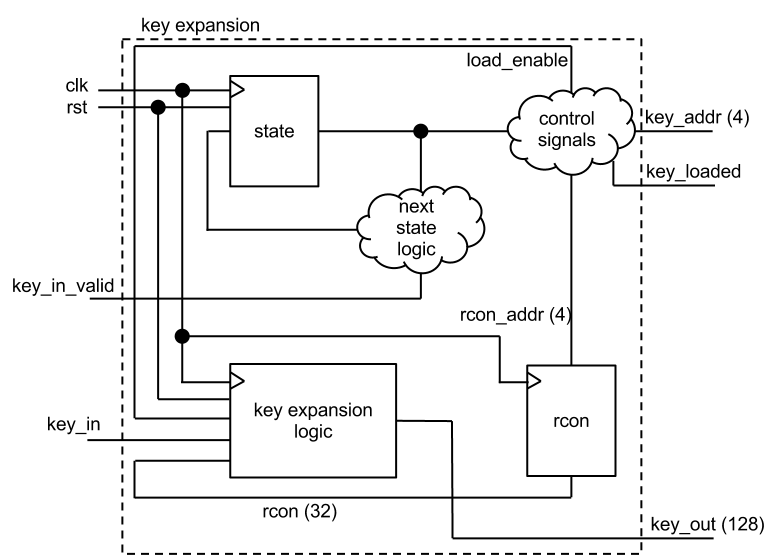 key expansion
load_enable
clk
rst
state
control
signals
key_addr (4)
key_loaded
next
state
logic
key_in_valid
rcon_addr (4)
key expansion
logic
rcon
key_in
rcon (32)
key_out (128)